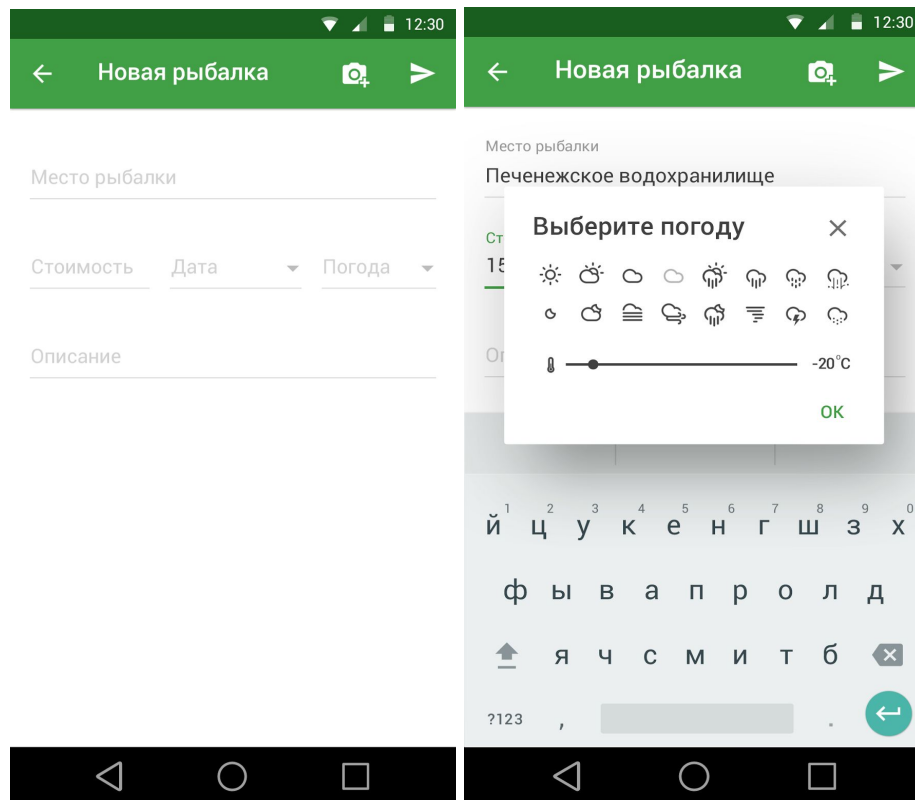 12:30
Новая рыбалка
Место рыбалки
Стоимость Дата Погода
Описание
12:30
Новая рыбалка
Место рыбалки
Печенежское водохранилище
Выберите погоду
-20°C
ОК
1 2 3 4 5 6 7 8 9 0
й ц у к е н г ш з х
ф ы в а п р о л д
я ч с м и т б
?123 , .